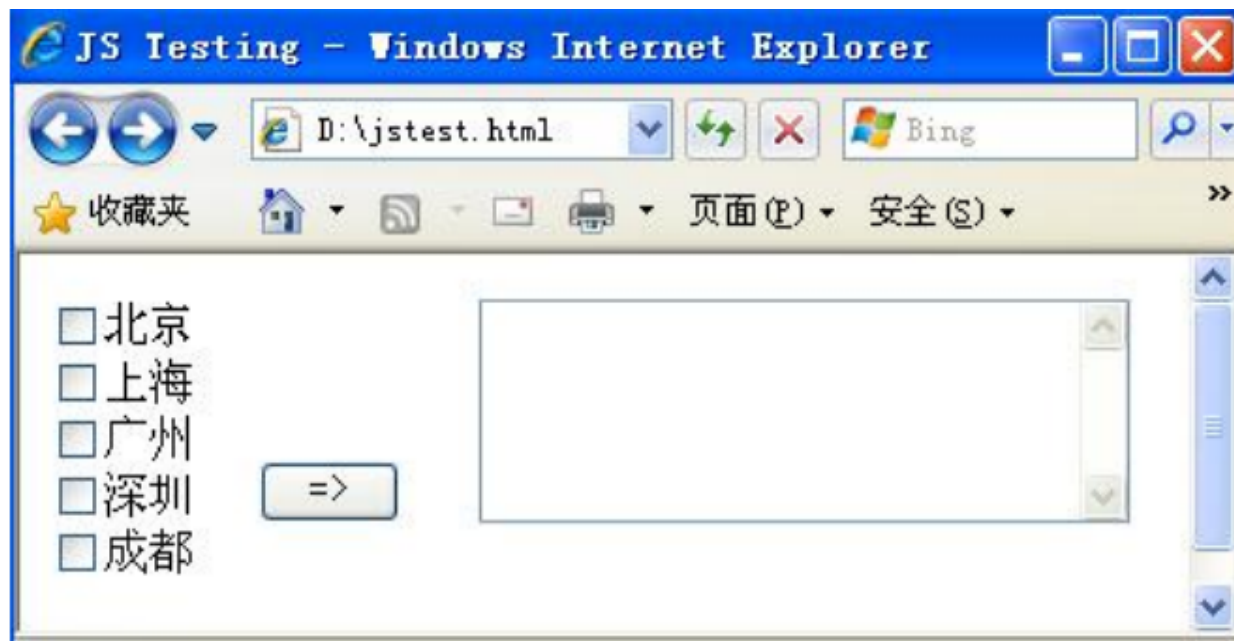 JS Testing - Windows Internet Explorer
D:\jstest.html
Bing
收藏夹
页面(P)
安全(S)
»
北京
上海
广州
深圳
=>
成都